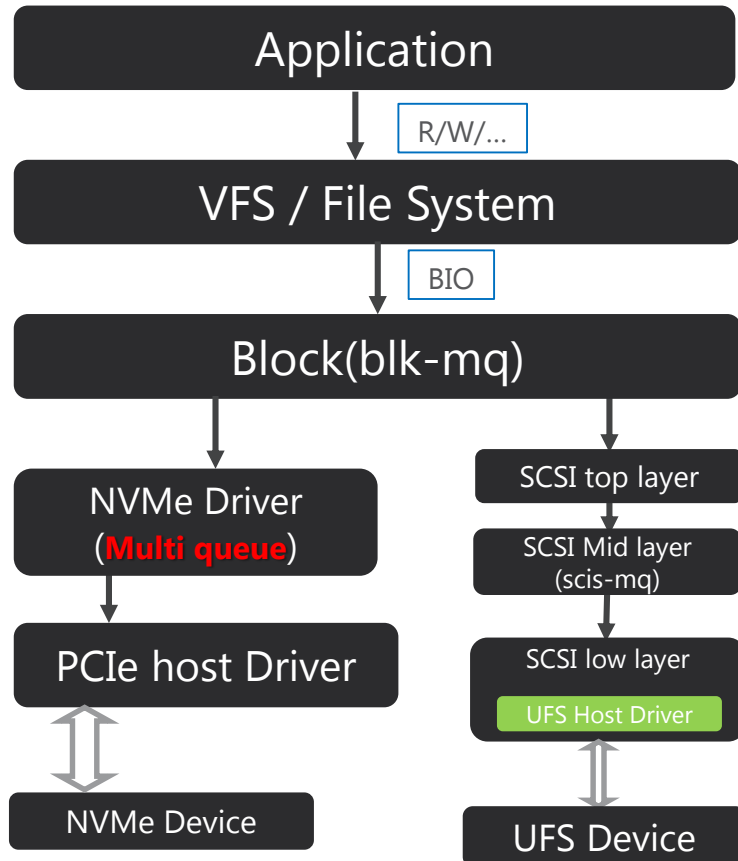 Application
R/W/...
VFS / File System
BIO
Block(blk-mq)
NVMe Driver
(Multi queue)
PCIe host Driver
NVMe Device
SCSI top layer
SCSI Mid layer
(scis-mq)
SCSI low layer
UFS Host Driver
UFS Device